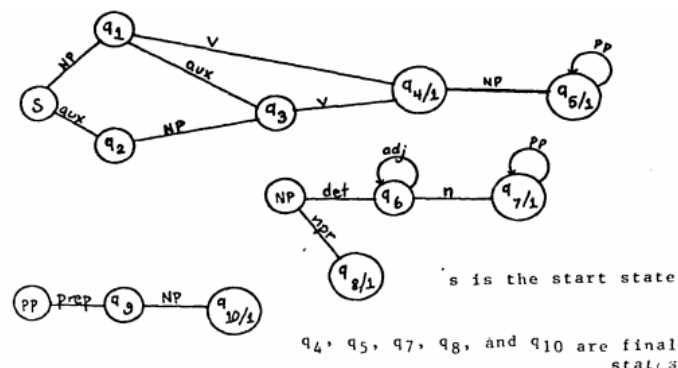 q1
V
PP
NP
aux
q4/1
NP
q5/1
S
q3
V
aux
q2
NP
adj
PP
NP
det
q6
n
q7/1
npr
q8/1
s is the start state
PP
prep
q9
NP
q10/1
q4, q5, q7, q8, and q10 are final
states